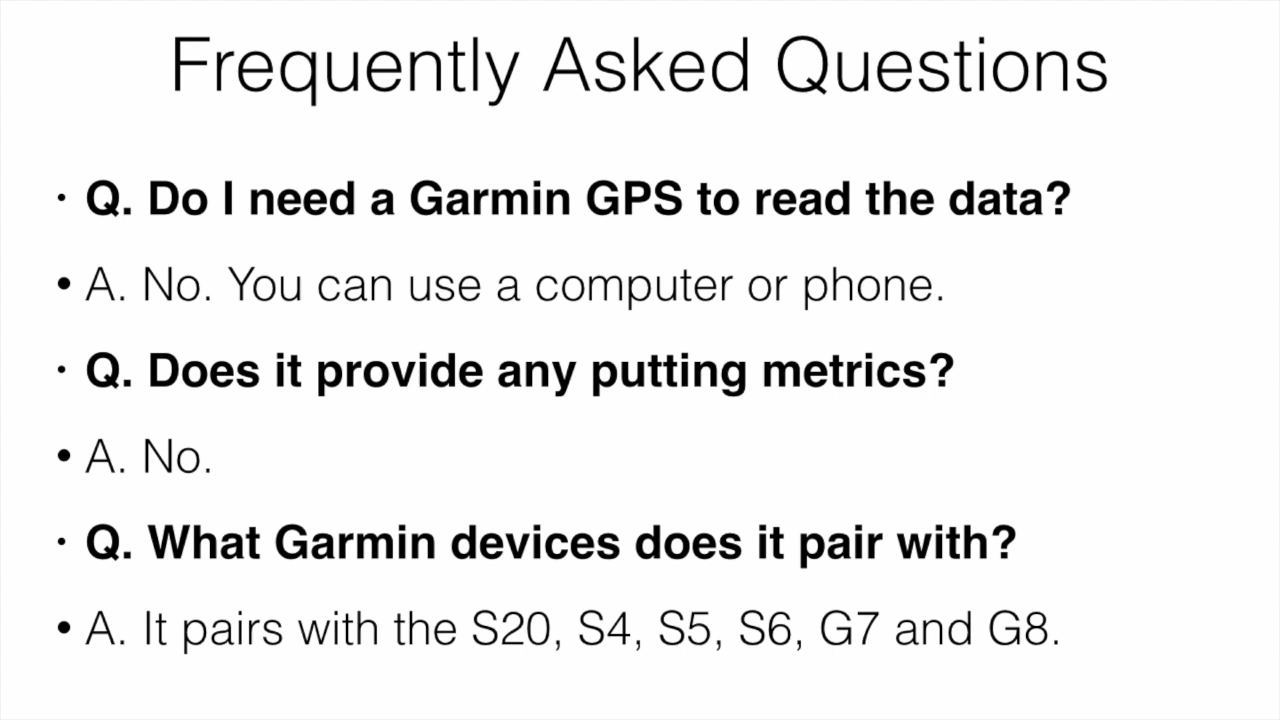 Frequently Asked Questions
• Q. Do I need a Garmin GPS to read the data?
• A. No. You can use a computer or phone.
• Q. Does it provide any putting metrics?
• A. No.
• Q. What Garmin devices does it pair with?
• A. It pairs with the S20, S4, S5, S6, G7 and G8.